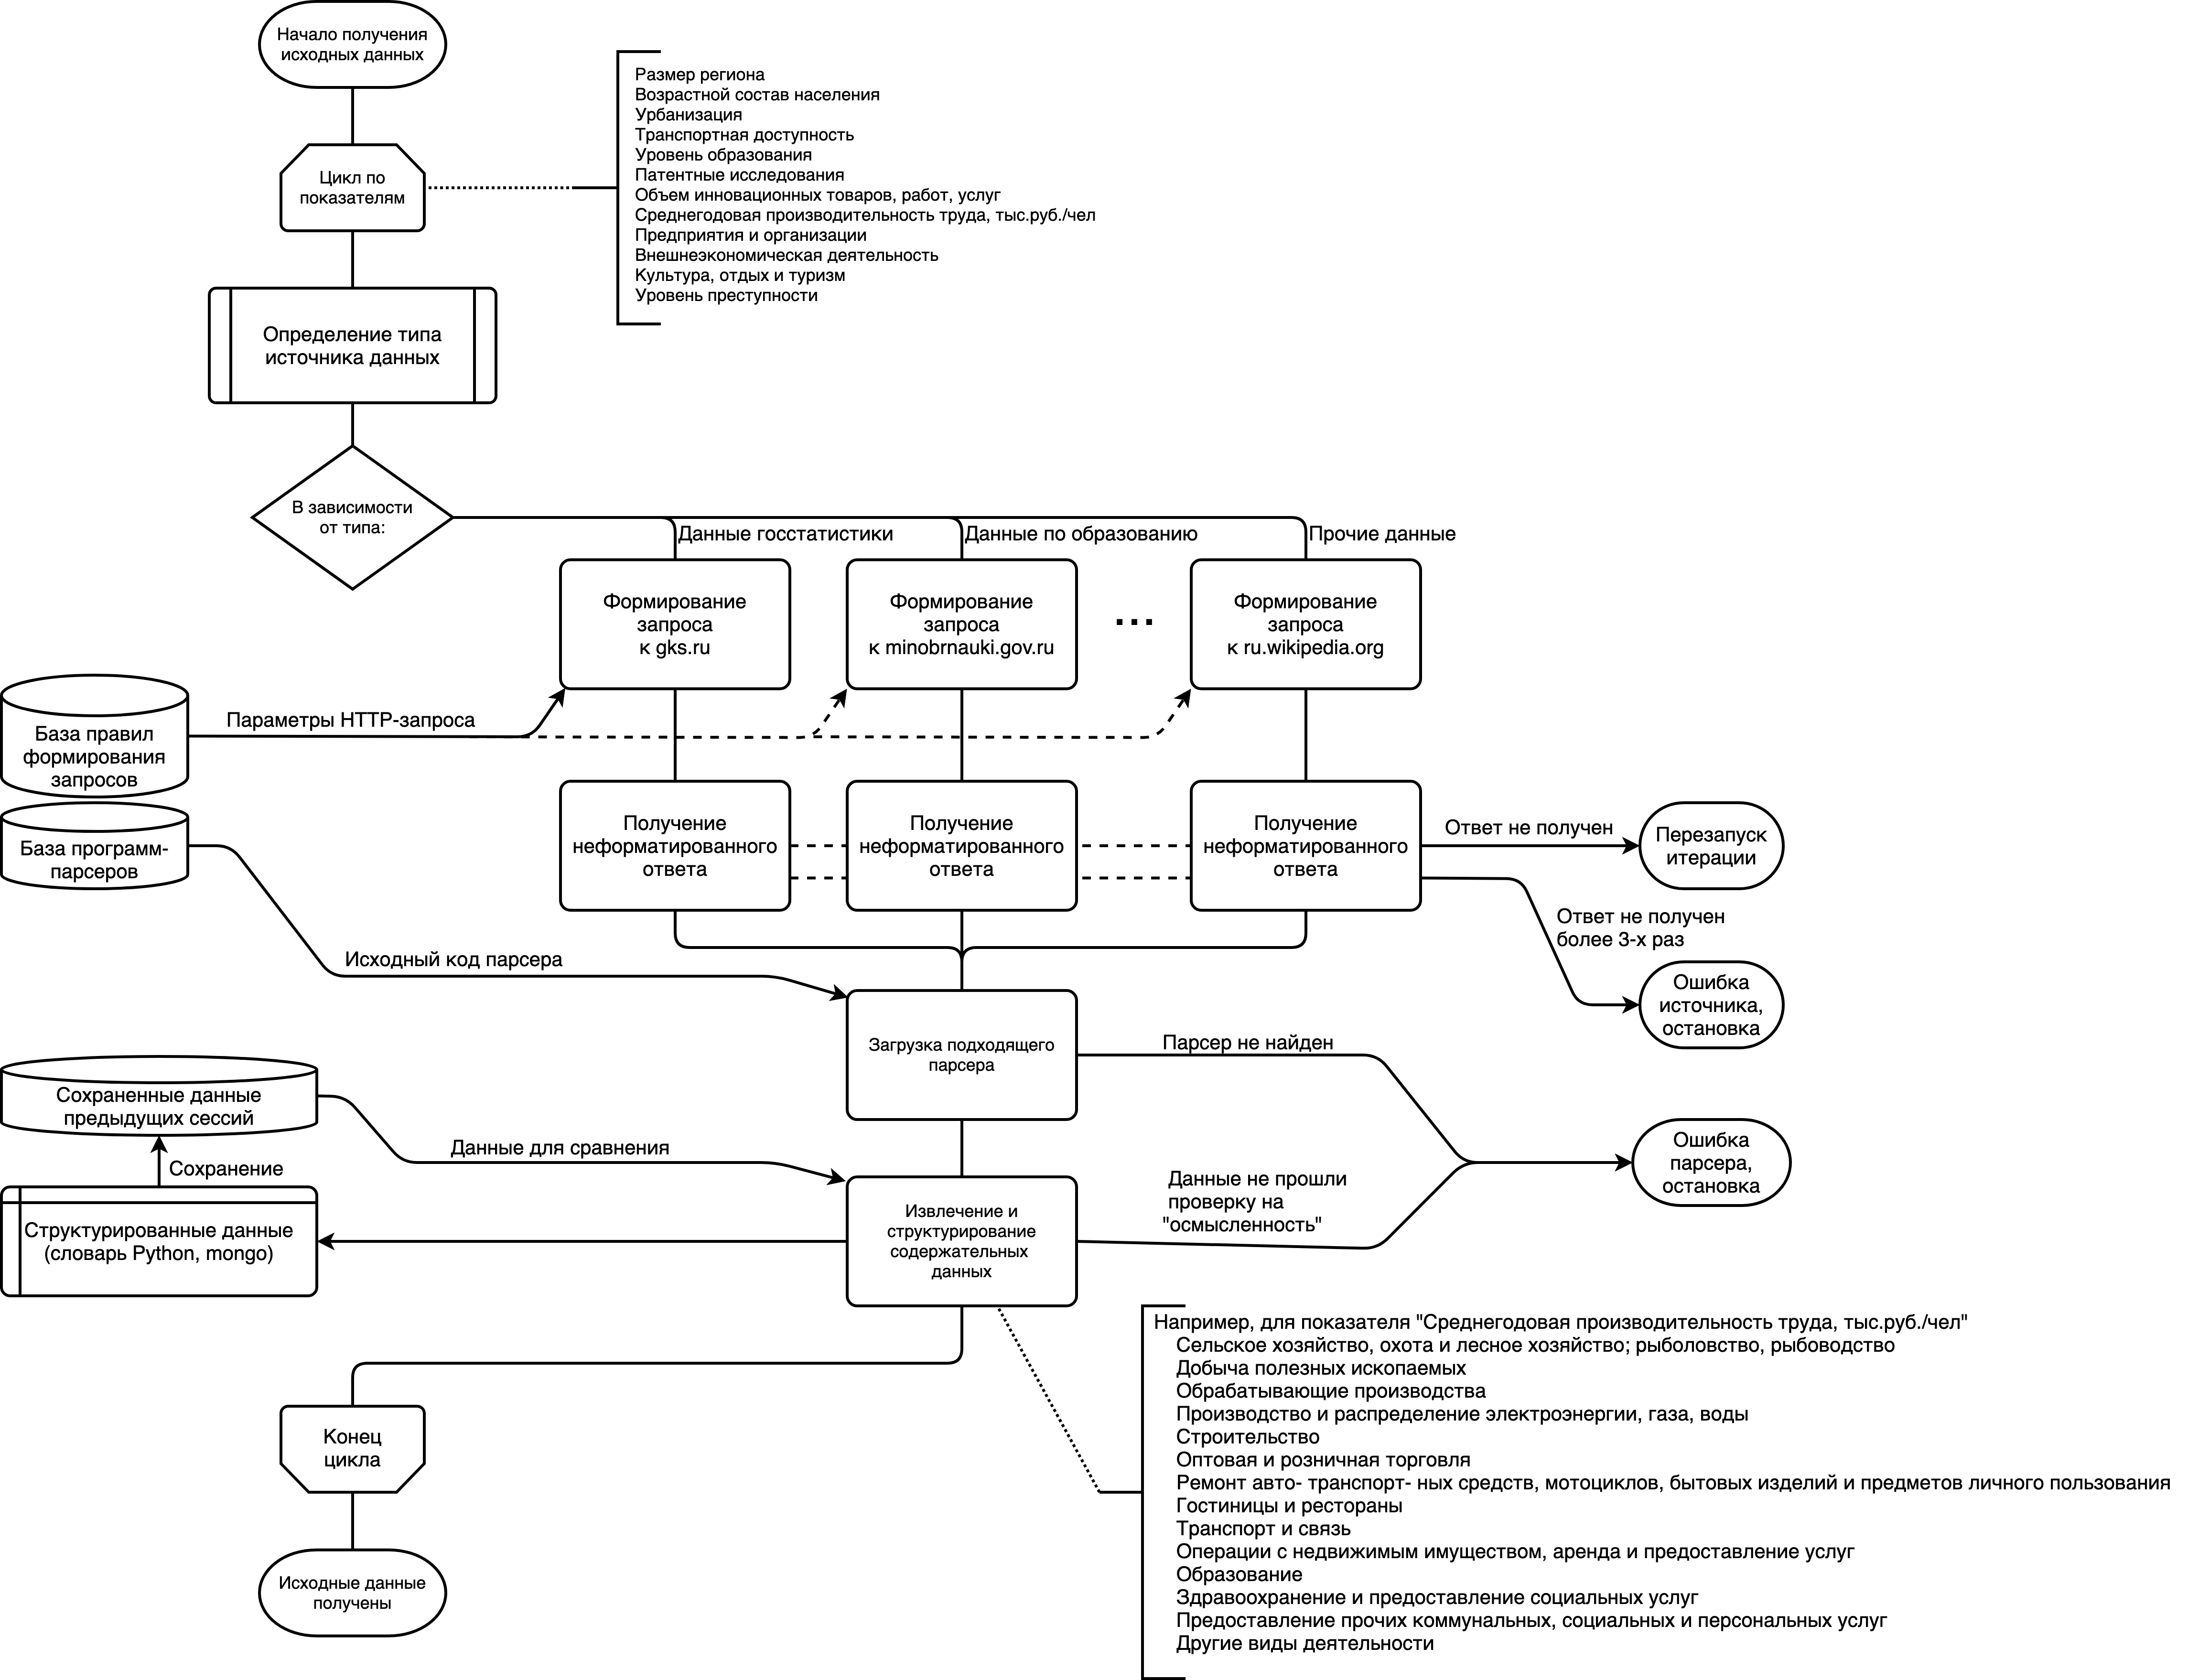 Начало получения
исходных данных
Размер региона
Возрастной состав населения
Урбанизация
Транспортная доступность
Уровень образования
Патентные исследования
Объем инновационных товаров, работ, услуг
Среднегодовая производительность труда, тыс.руб./чел
Предприятия и организации
Внешнеэкономическая деятельность
Культура, отдых и туризм
Уровень преступности
Цикл по
показателям
Определение типа
источника данных
В зависимости
от типа:
Данные госстатистики
Данные по образованию
Прочие данные
Формирование
запроса
к gks.ru
Формирование
запроса
к minobrnauki.gov.ru
...
Формирование
запроса
к ru.wikipedia.org
База правил
формирования
запросов
Параметры HTTP-запроса
База программ-
парсеров
Получение
неформатированного
ответа
Получение
неформатированного
ответа
Получение
неформатированного
ответа
Ответ не получен
Перезапуск
итерации
Ответ не получен
более 3-х раз
Ошибка
источника,
остановка
Исходный код парсера
Загрузка подходящего
парсера
Парсер не найден
Сохраненные данные
предыдущих сессий
Данные для сравнения
Сохранение
Структурированные данные
(словарь Python, mongo)
Извлечение и
структурирование
содержательных
данных
Данные не прошли
проверку на
"осмысленность"
Ошибка
парсера,
остановка
Например, для показателя "Среднегодовая производительность труда, тыс.руб./чел"
Сельское хозяйство, охота и лесное хозяйство; рыболовство, рыбоводство
Добыча полезных ископаемых
Обрабатывающие производства
Производство и распределение электроэнергии, газа, воды
Строительство
Оптовая и розничная торговля
Ремонт авто- транспорт- ных средств, мотоциклов, бытовых изделий и предметов личного пользования
Гостиницы и рестораны
Транспорт и связь
Операции с недвижимым имуществом, аренда и предоставление услуг
Образование
Здравоохранение и предоставление социальных услуг
Предоставление прочих коммунальных, социальных и персональных услуг
Другие виды деятельности
Конец
цикла
Исходные данные
получены